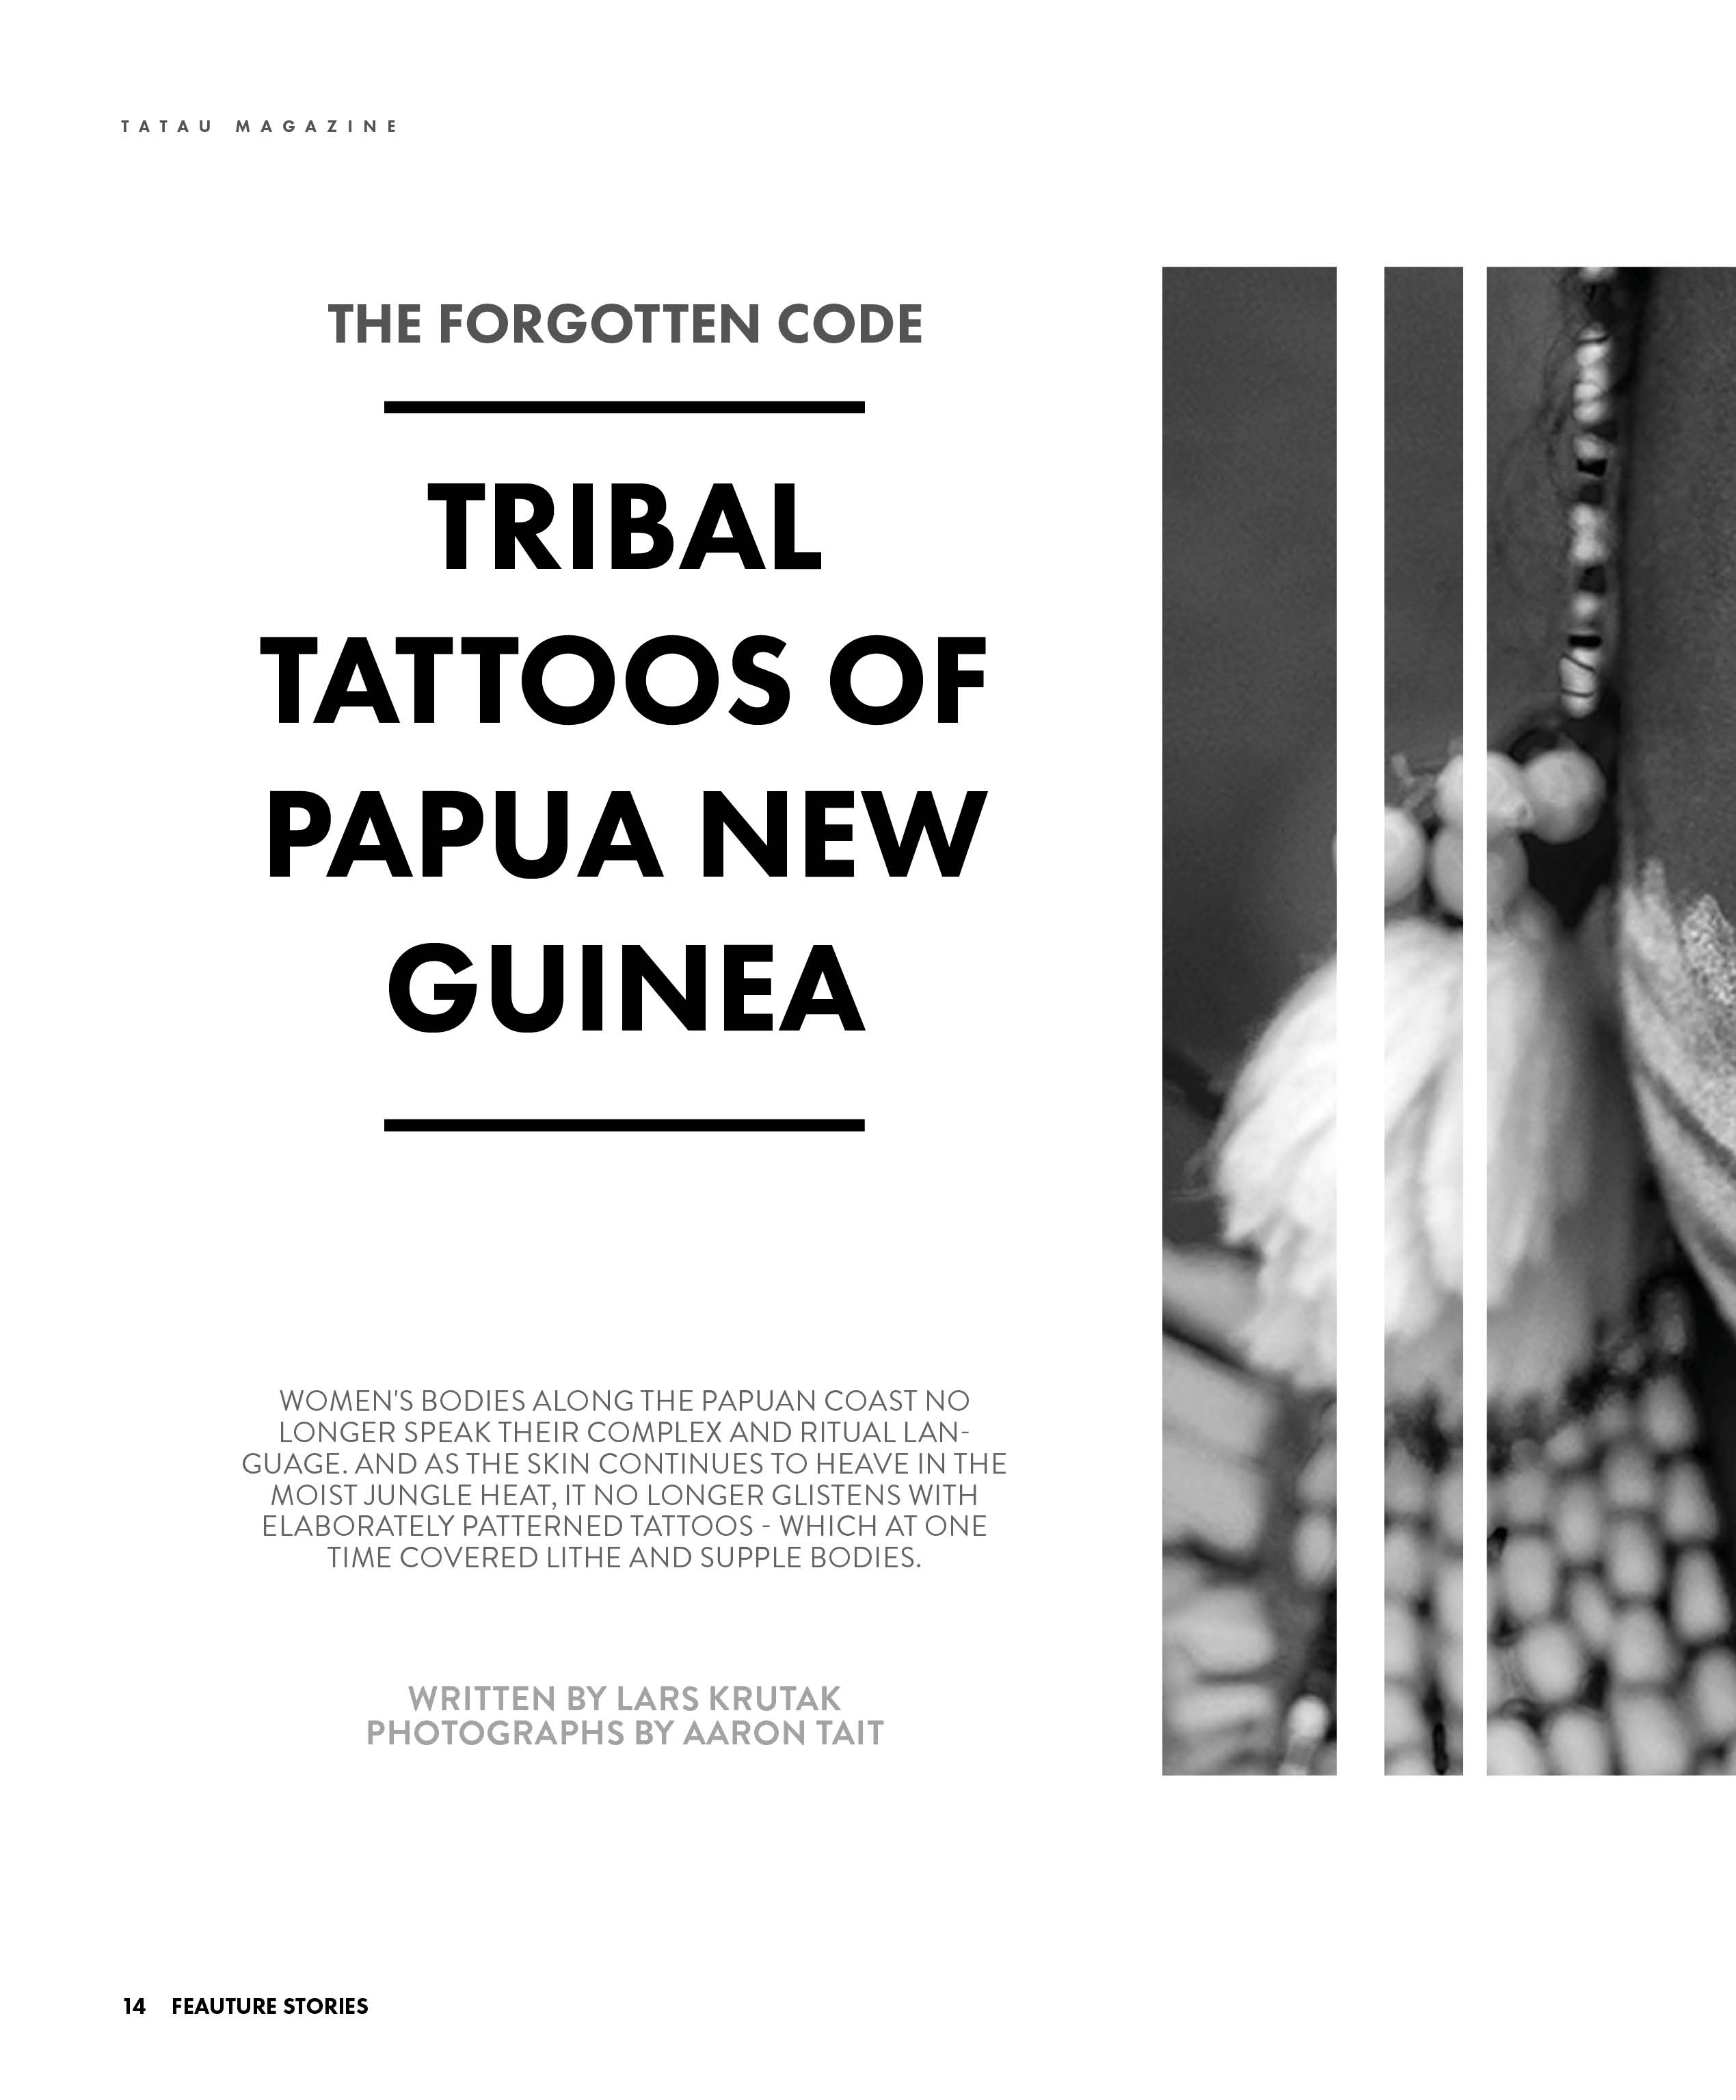 TATAU MAGAZINE
THE FORGOTTEN CODE
TRIBAL
TATTOOS OF
PAPUA NEW
GUINEA
WOMEN'S BODIES ALONG THE PAPUAN COAST NO
LONGER SPEAK THEIR COMPLEX AND RITUAL LAN-
GUAGE. AND AS THE SKIN CONTINUES TO HEAVE IN THE
MOIST JUNGLE HEAT, IT NO LONGER GLISTENS WITH
ELABORATELY PATTERNED TATTOOS - WHICH AT ONE
TIME COVERED LITHE AND SUPPLE BODIES.
WRITTEN BY LARS KRUTAK
PHOTOGRAPHS BY AARON TAIT
14 FEAUTURE STORIES